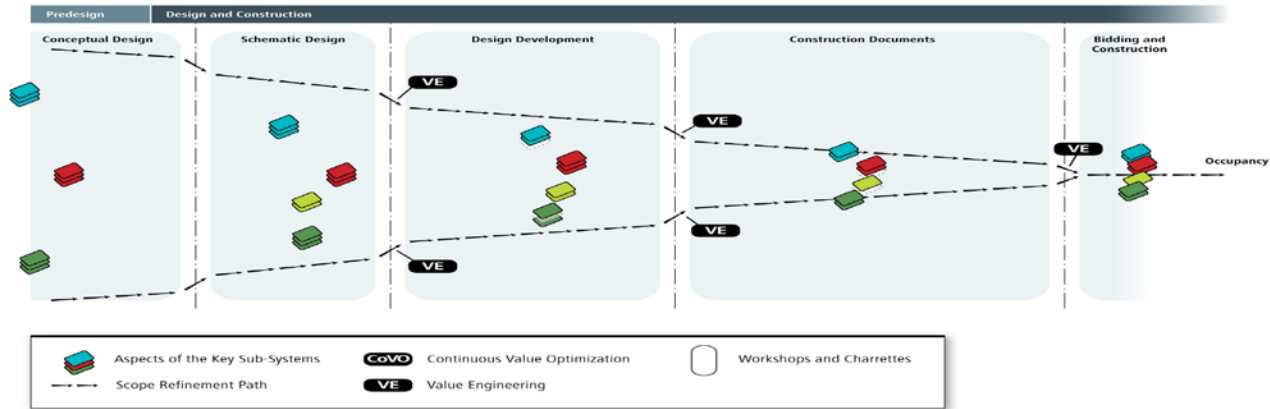 Predesign
Design and Construction
Conceptual Design
Schematic Design
Design Development
Construction Documents
Bidding and
Construction
VE
VE
VE
Occupancy
VE
VE
Aspects of the Key Sub-Systems
CoVO
Continuous Value Optimization
Workshops and Charrettes
Scope Refinement Path
VE
Value Engineering